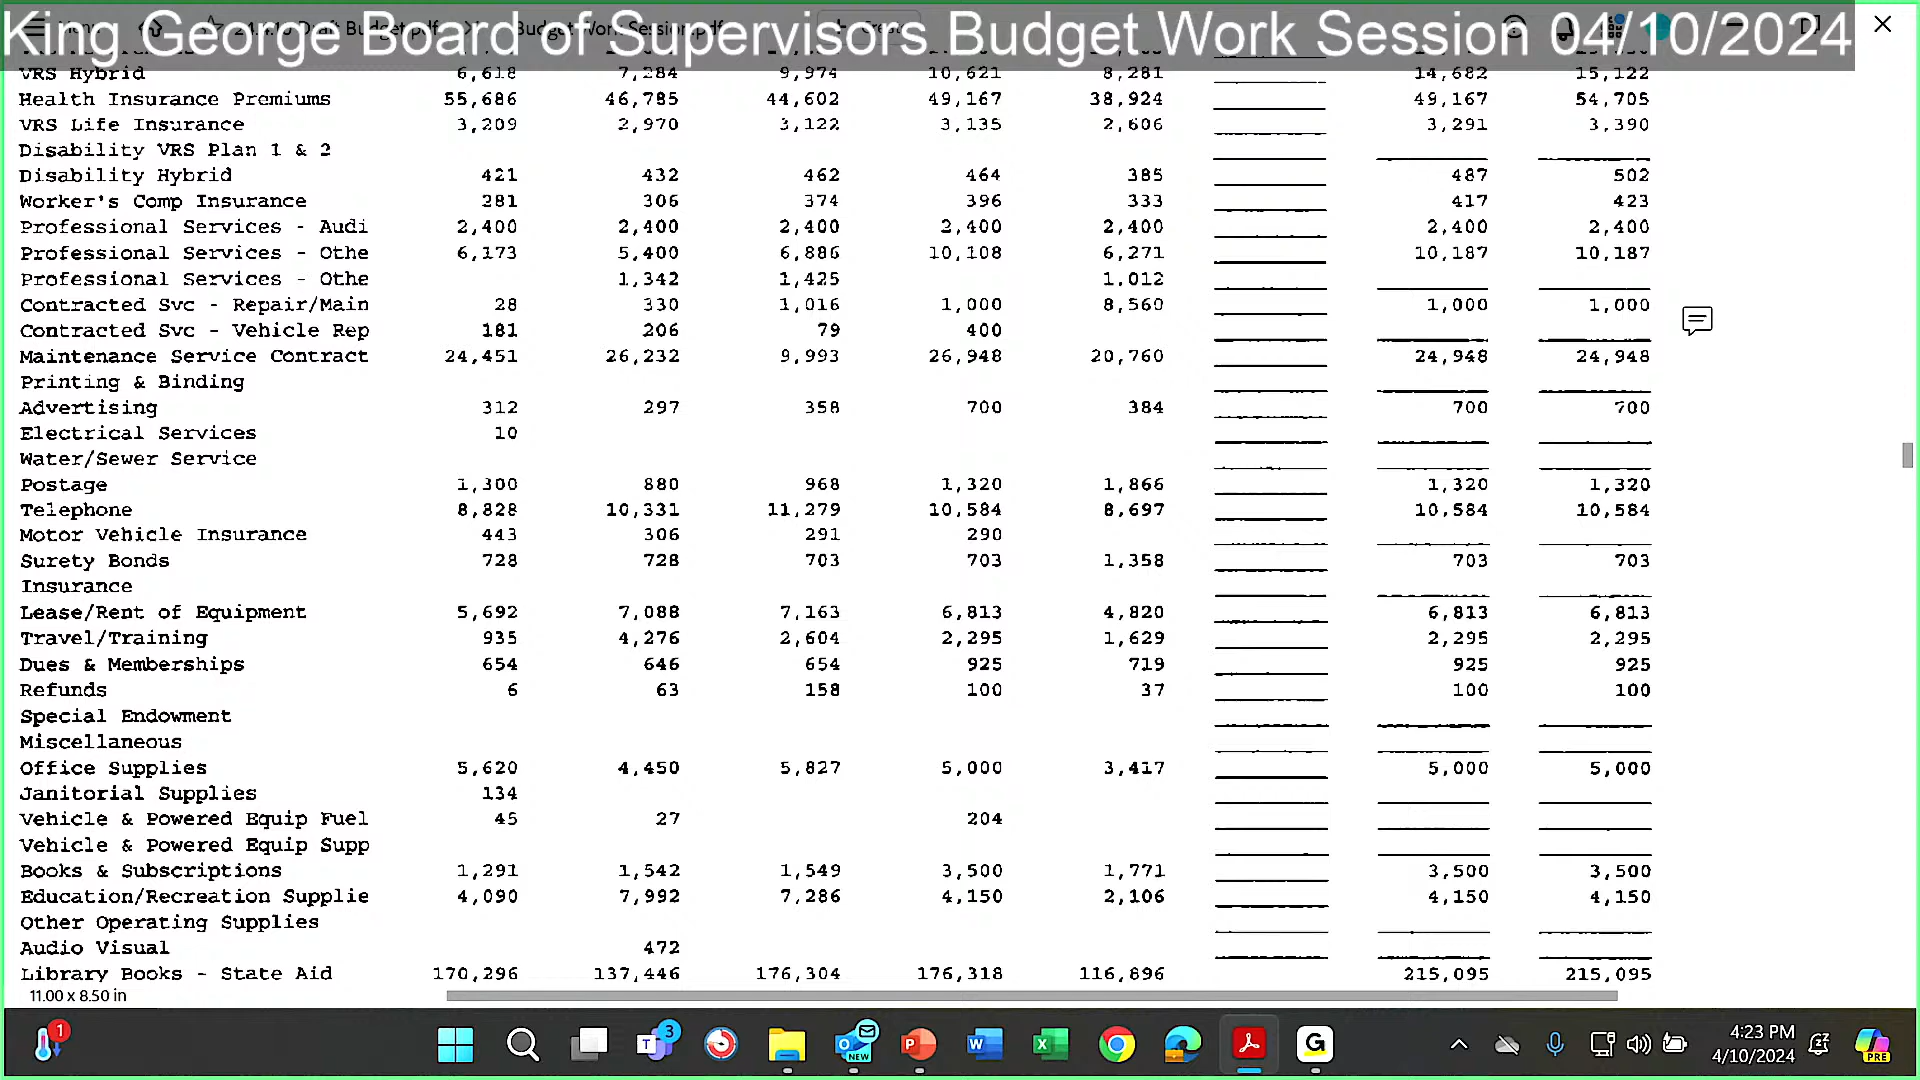 King George Board of Supervisors Budget Work Session 04/10/2024
VRS Hybrid 6,618 7,284 9,974 10,621 8,281 14,682 15,122
Health Insurance Premiums 55,686 46,785 44,602 49,167 38,924 49,167 54,705
VRS Life Insurance 3,209 2,970 3,122 3,135 2,606 3,291 3,390
Disability VRS Plan 1 & 2
Disability Hybrid 421 432 462 464 385 487 502
Worker's Comp Insurance 281 306 374 396 333 417 423
Professional Services - Audi 2,400 2,400 2,400 2,400 2,400 2,400 2,400
Professional Services - Othe 6,173 5,400 6,886 10,108 6,271 10,187 10,187
Professional Services - Othe 1,342 1,425 1,012
Contracted Svc - Repair/Main 28 330 1,016 1,000 8,560 1,000 1,000
Contracted Svc - Vehicle Rep 181 206 79 400
Maintenance Service Contract 24,451 26,232 9,993 26,948 20,760 24,948 24,948
Printing & Binding
Advertising 312 297 358 700 384 700 700
Electrical Services 10
Water/Sewer Service
Postage 1,300 880 968 1,320 1,866 1,320 1,320
Telephone 8,828 10,331 11,279 10,584 8,697 10,584 10,584
Motor Vehicle Insurance 443 306 291 290
Surety Bonds 728 728 703 703 1,358 703 703
Insurance
Lease/Rent of Equipment 5,692 7,088 7,163 6,813 4,820 6,813 6,813
Travel/Training 935 4,276 2,604 2,295 1,629 2,295 2,295
Dues & Memberships 654 646 654 925 719 925 925
Refunds 6 63 158 100 37 100 100
Special Endowment
Miscellaneous
Office Supplies 5,620 4,450 5,827 5,000 3,417 5,000 5,000
Janitorial Supplies 134
Vehicle & Powered Equip Fuel 45 27 204
Vehicle & Powered Equip Supp
Books & Subscriptions 1,291 1,542 1,549 3,500 1,771 3,500 3,500
Education/Recreation Supplie 4,090 7,992 7,286 4,150 2,106 4,150 4,150
Other Operating Supplies
Audio Visual 472
Library Books - State Aid 170,296 137,446 176,304 176,318 116,896 215,095 215,095
11.00 x 8.50 in
1
3
NEW
4:23 PM
4/10/2024
PRE